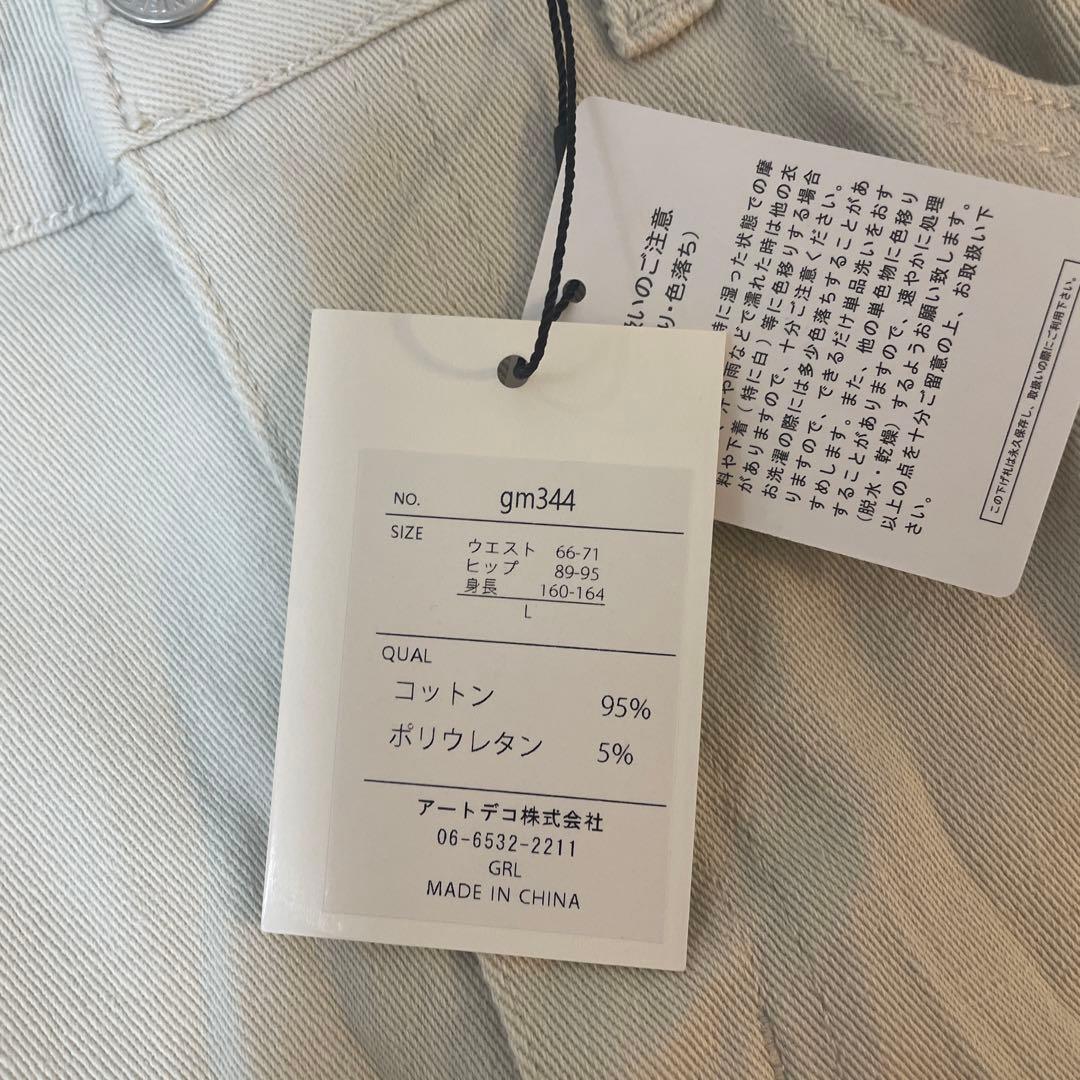 NO. gm344
SIZE
ウエスト 66-71
ヒップ 89-95
身長 160-164
L
QUAL
コットン 95%
ポリウレタン 5%
アートデコ株式会社
06-6532-2211
GRL
MADE IN CHINA
いのご注意
り・色落ち)
に湿った状態での摩
や雨などで濡れた時は他の衣
料や下着(特に白)等に色移りする場合
がありますので、十分ご注意ください。
お洗濯の際には多少色落ちすることがあ
りますので、できるだけ単品洗いをおす
すめします。また、他の単色物に色移り
することがありますので、速やかに処理
(脱水・乾燥)するようお願い致します。
以上の点を十分ご留意の上、お取扱い下
さい。
この下げ札は永久保存し、取扱いの際にご利用下さい。